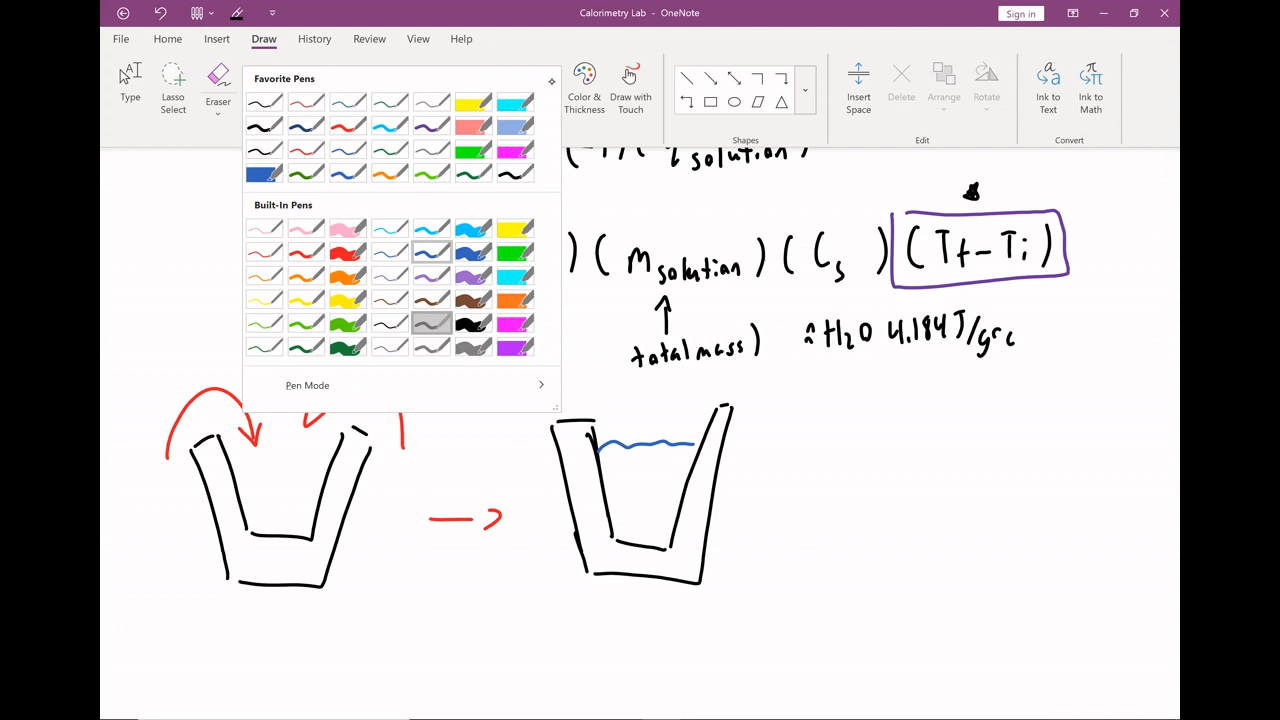 Calorimetry Lab - OneNote
Sign in
File Home Insert Draw History Review View Help
Type
Lasso Select
Eraser
Favorite Pens
Built-In Pens
Pen Mode
Color & Thickness
Draw with Touch
Shapes
Insert Space
Delete
Arrange
Rotate
Edit
Ink to Text
Ink to Math
Convert
solution)
) (m solution) (Cs ) (Tf - Ti)
total mass) ≈ H2O 4.184 J/g°C